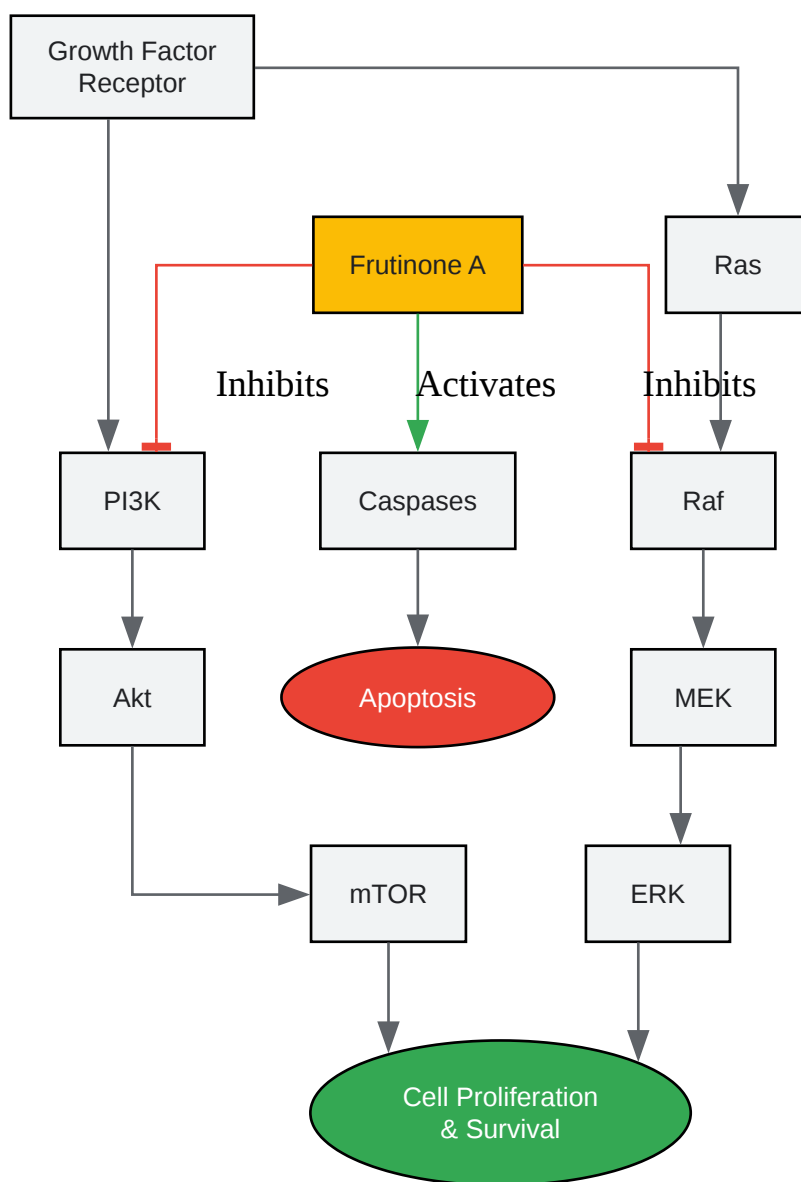 Growth Factor
Receptor
Frutinone A
Ras
Inhibits
Activates
Inhibits
PI3K
Caspases
Raf
Akt
Apoptosis
MEK
mTOR
ERK
Cell Proliferation
& Survival